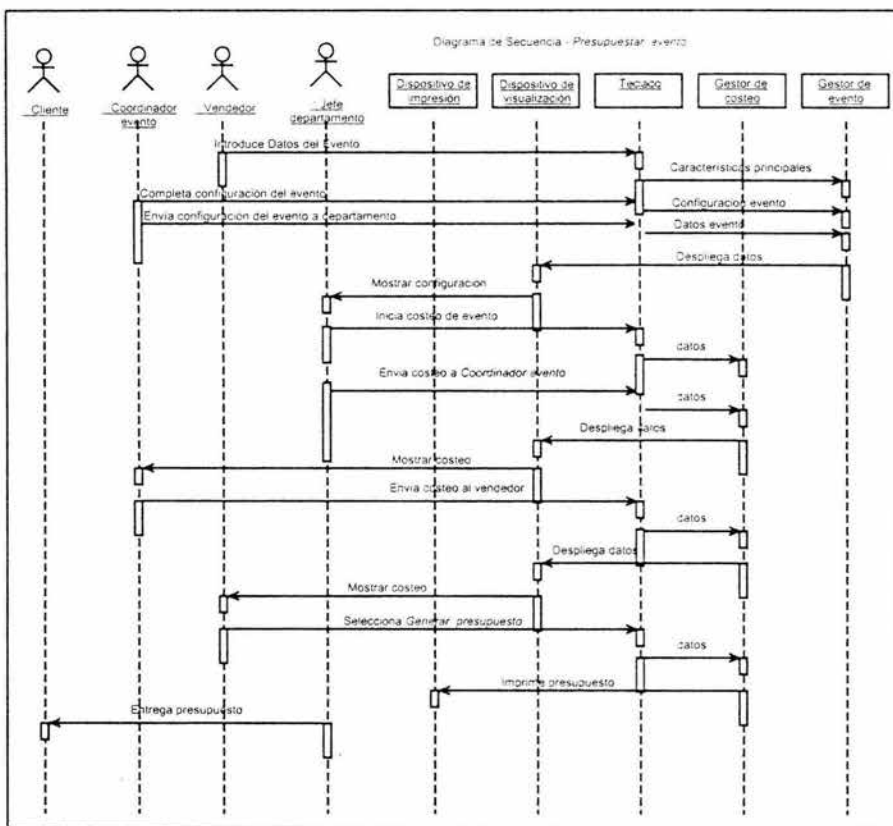 Diagrama de Secuencia - Presupuestar evento
Cliente
Coordinador
evento
Vendedor
Jefe
departamento
Dispositivo de
impresión
Dispositivo de
visualización
Teclado
Gestor de
costeo
Gestor de
evento
Introduce Datos del Evento
Características principales
Completa configuración del evento
Configuración evento
Envía configuración del evento a departamento
Datos evento
Despliega datos
Mostrar configuración
Inicia costeo de evento
datos
Envia costeo a Coordinador evento
datos
Despliega datos
Mostrar costeo
Envia costeo al vendedor
datos
Despliega datos
Mostrar costeo
Selecciona Generar presupuesto
datos
Imprime presupuesto
Entrega presupuesto